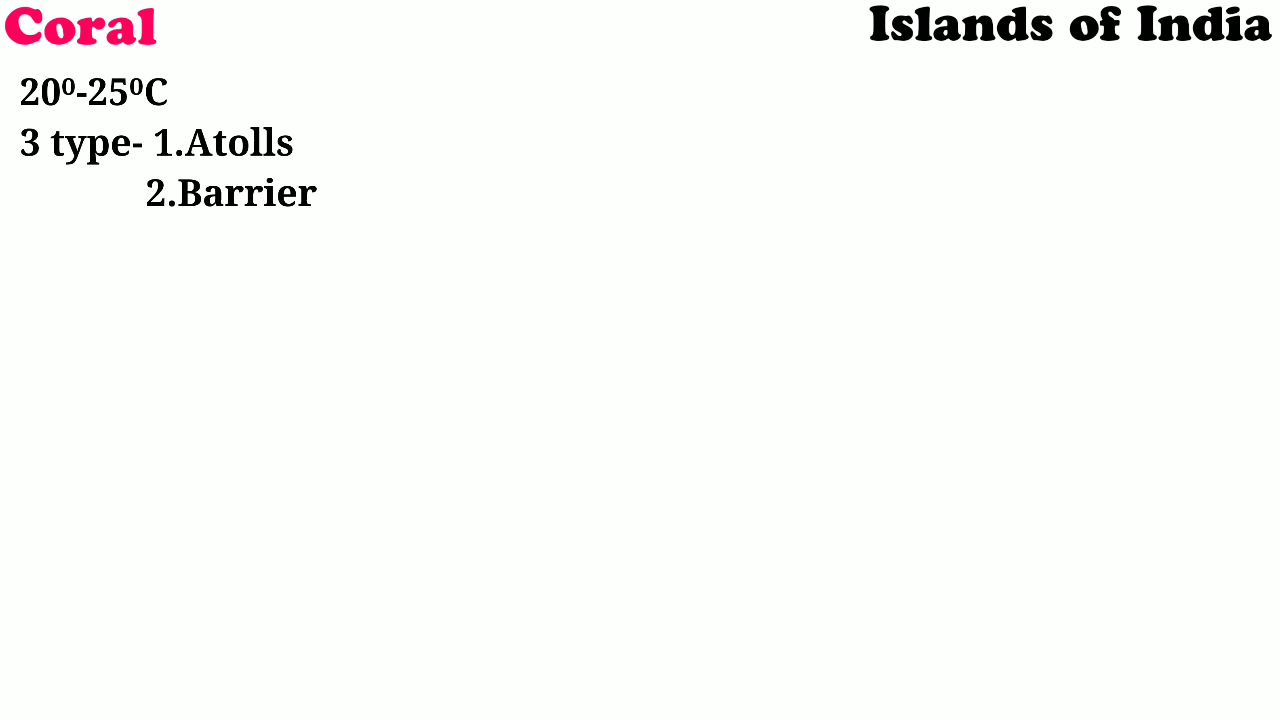 Coral
Islands of India
20⁰-25⁰C
3 type- 1.Atolls
2.Barrier